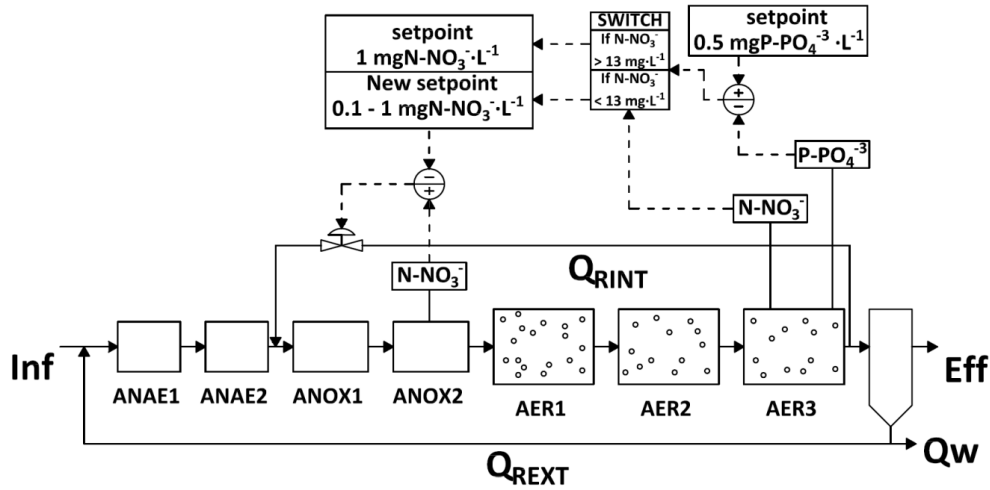 setpoint
1 mgN-NO₃⁻·L⁻¹
New setpoint
0.1 - 1 mgN-NO₃⁻·L⁻¹
SWITCH
If N-NO₃⁻
> 13 mg·L⁻¹
If N-NO₃⁻
< 13 mg·L⁻¹
setpoint
0.5 mgP-PO₄⁻³ ·L⁻¹
+
−
P-PO₄⁻³
−
+
N-NO₃⁻
N-NO₃⁻
Q_RINT
Inf
ANAE1
ANAE2
ANOX1
ANOX2
AER1
AER2
AER3
Eff
Q_REXT
Qw